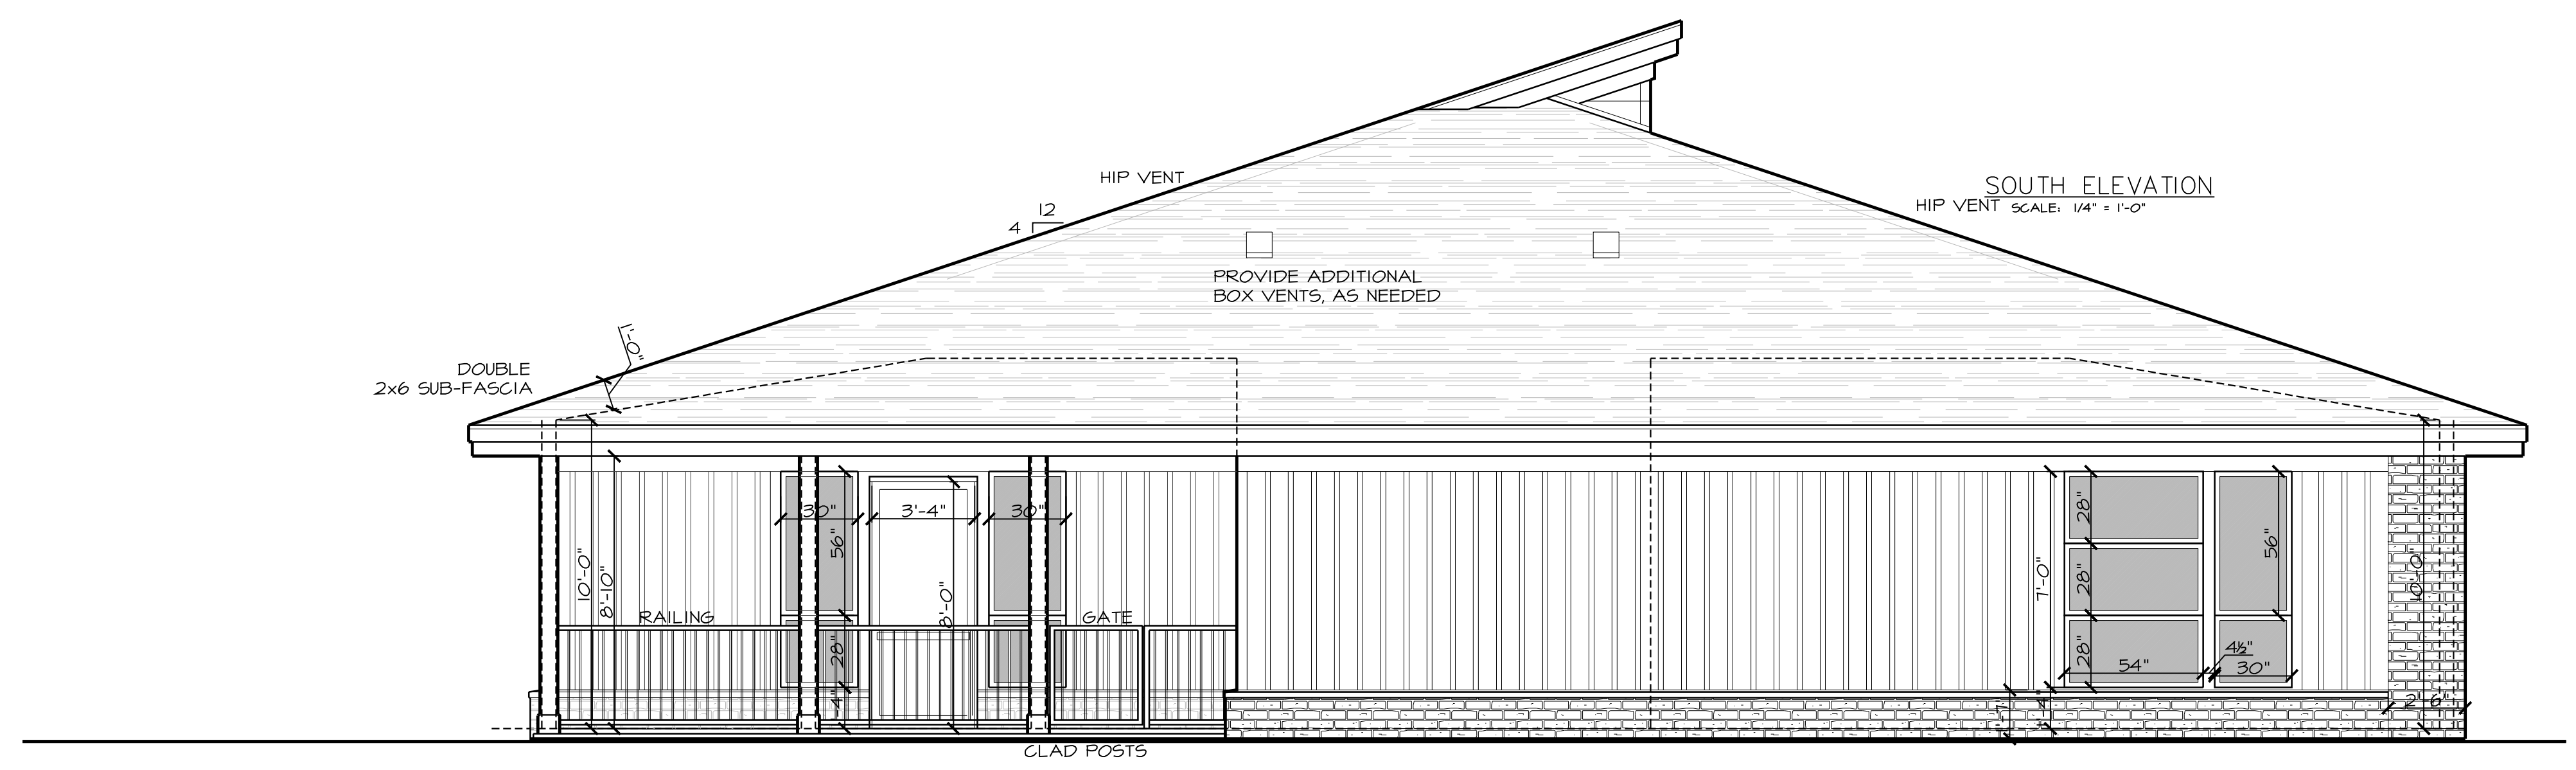 HIP VENT
SOUTH ELEVATION
HIP VENT SCALE: 1/4" = 1'-0"
12
4
PROVIDE ADDITIONAL
BOX VENTS, AS NEEDED
1'-0"
DOUBLE
2x6 SUB-FASCIA
10'-0"
8'-10"
30"
3'-4"
30"
56"
8'-0"
28"
RAILING
GATE
CLAD POSTS
7'-0"
28"
28"
28"
54"
56"
4½"
30"
10'-0"
2'-6"
1'-7"